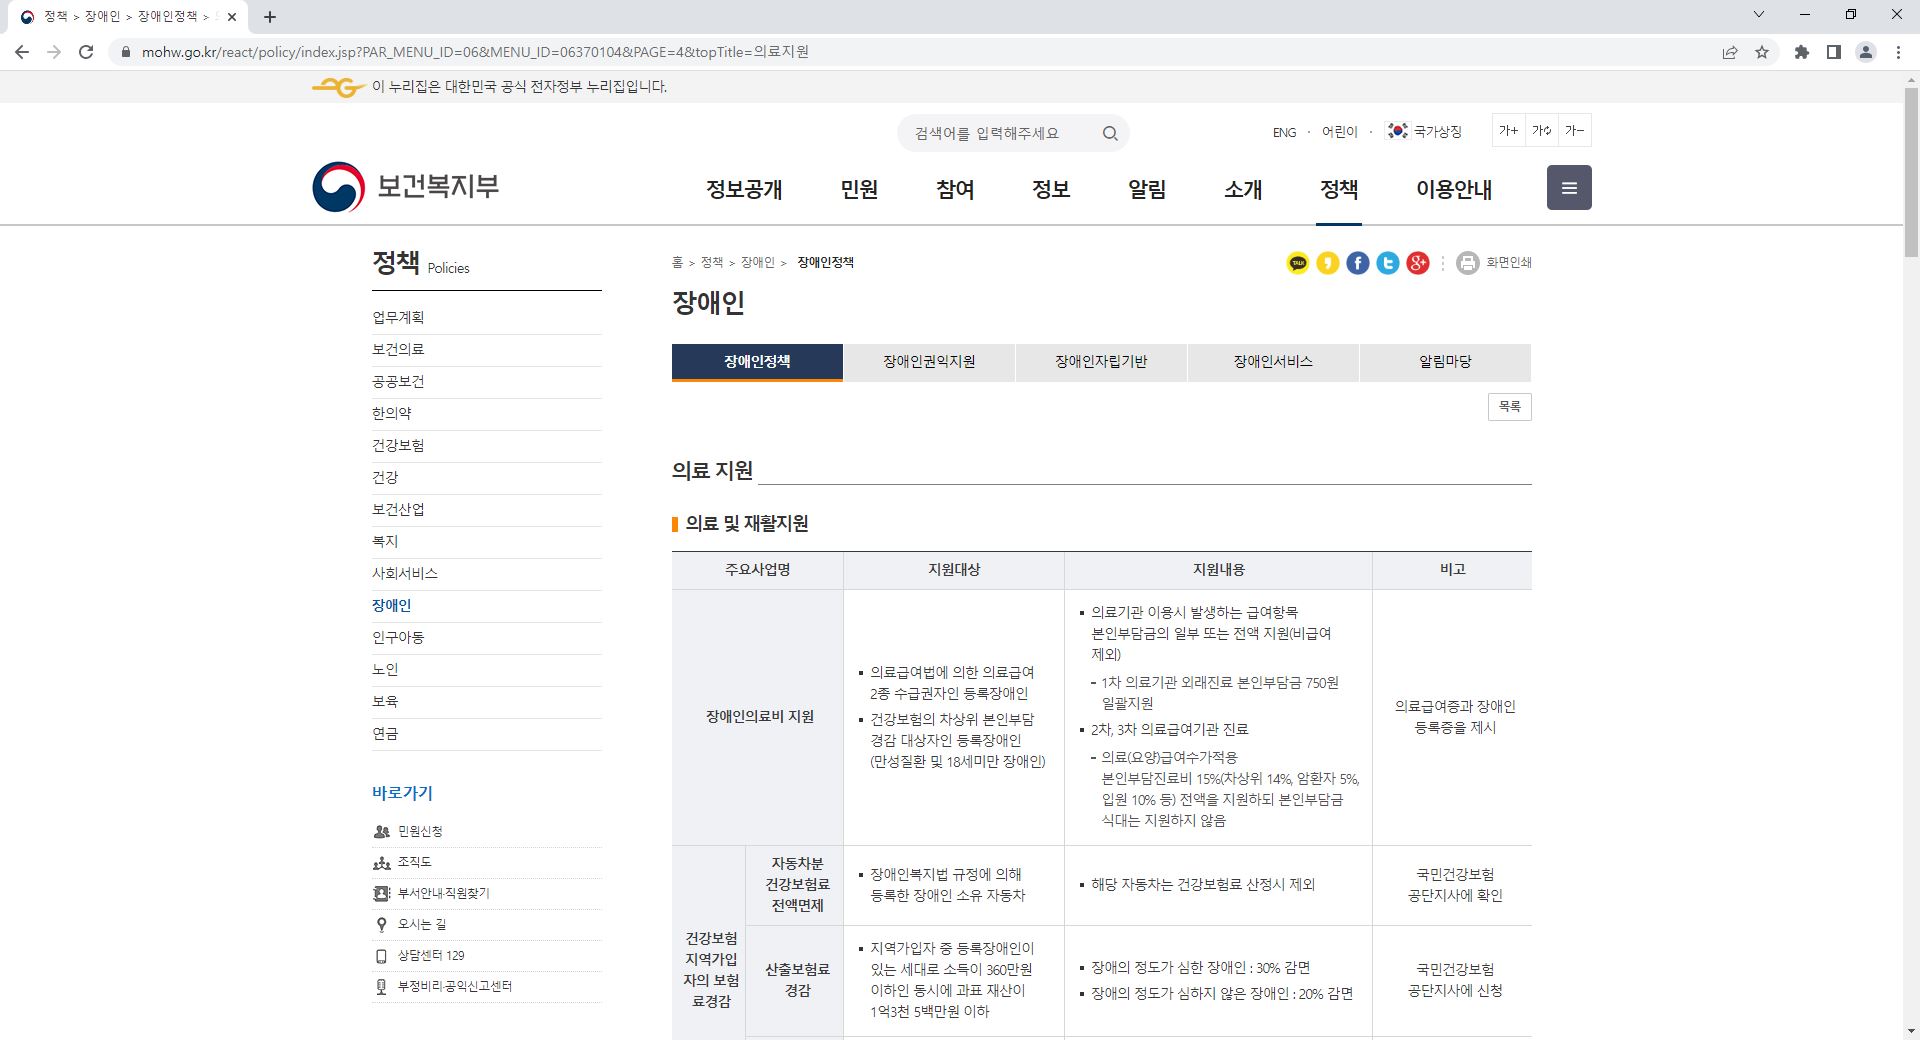 정책 > 장애인 > 장애인정책 >
mohw.go.kr/react/policy/index.jsp?PAR_MENU_ID=06&MENU_ID=06370104&PAGE=4&topTitle=의료지원
이 누리집은 대한민국 공식 전자정부 누리집입니다.
검색어를 입력해주세요
ENG · 어린이 · 국가상징
가+ 가 가-
보건복지부
정보공개 민원 참여 정보 알림 소개 정책 이용안내
정책 Policies
업무계획
보건의료
공공보건
한의약
건강보험
건강
보건산업
복지
사회서비스
장애인
인구아동
노인
보육
연금
바로가기
민원신청
조직도
부서안내·직원찾기
오시는 길
상담센터 129
부정비리·공익신고센터
홈 > 정책 > 장애인 > 장애인정책
TALK
화면인쇄
장애인
장애인정책 장애인권익지원 장애인자립기반 장애인서비스 알림마당
목록
의료 지원
의료 및 재활지원
주요사업명 지원대상 지원내용 비고
장애인의료비 지원
의료급여법에 의한 의료급여
2종 수급권자인 등록장애인
건강보험의 차상위 본인부담
경감 대상자인 등록장애인
(만성질환 및 18세미만 장애인)
의료기관 이용시 발생하는 급여항목
본인부담금의 일부 또는 전액 지원(비급여
제외)
- 1차 의료기관 외래진료 본인부담금 750원
일괄지원
2차, 3차 의료급여기관 진료
- 의료(요양)급여수가적용
본인부담진료비 15%(차상위 14%, 암환자 5%,
입원 10% 등) 전액을 지원하되 본인부담금
식대는 지원하지 않음
의료급여증과 장애인
등록증을 제시
건강보험
지역가입
자의 보험
료경감
자동차분
건강보험료
전액면제
장애인복지법 규정에 의해
등록한 장애인 소유 자동차
해당 자동차는 건강보험료 산정시 제외
국민건강보험
공단지사에 확인
산출보험료
경감
지역가입자 중 등록장애인이
있는 세대로 소득이 360만원
이하인 동시에 과표 재산이
1억3천 5백만원 이하
장애의 정도가 심한 장애인 : 30% 감면
장애의 정도가 심하지 않은 장애인 : 20% 감면
국민건강보험
공단지사에 신청